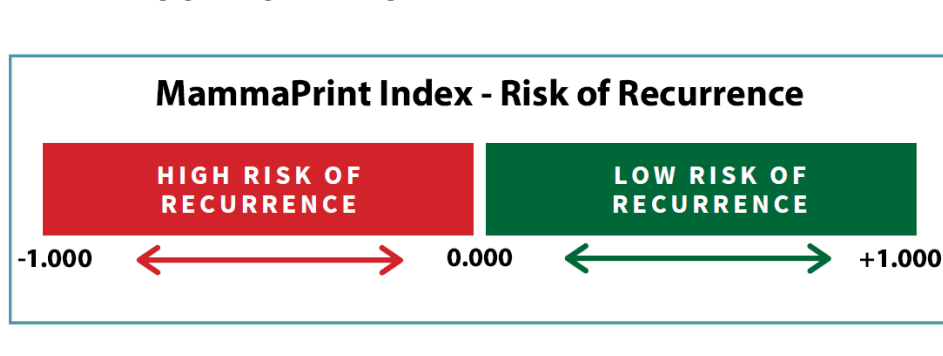 MammaPrint Index - Risk of Recurrence
HIGH RISK OF
RECURRENCE
LOW RISK OF
RECURRENCE
-1.000
0.000
+1.000